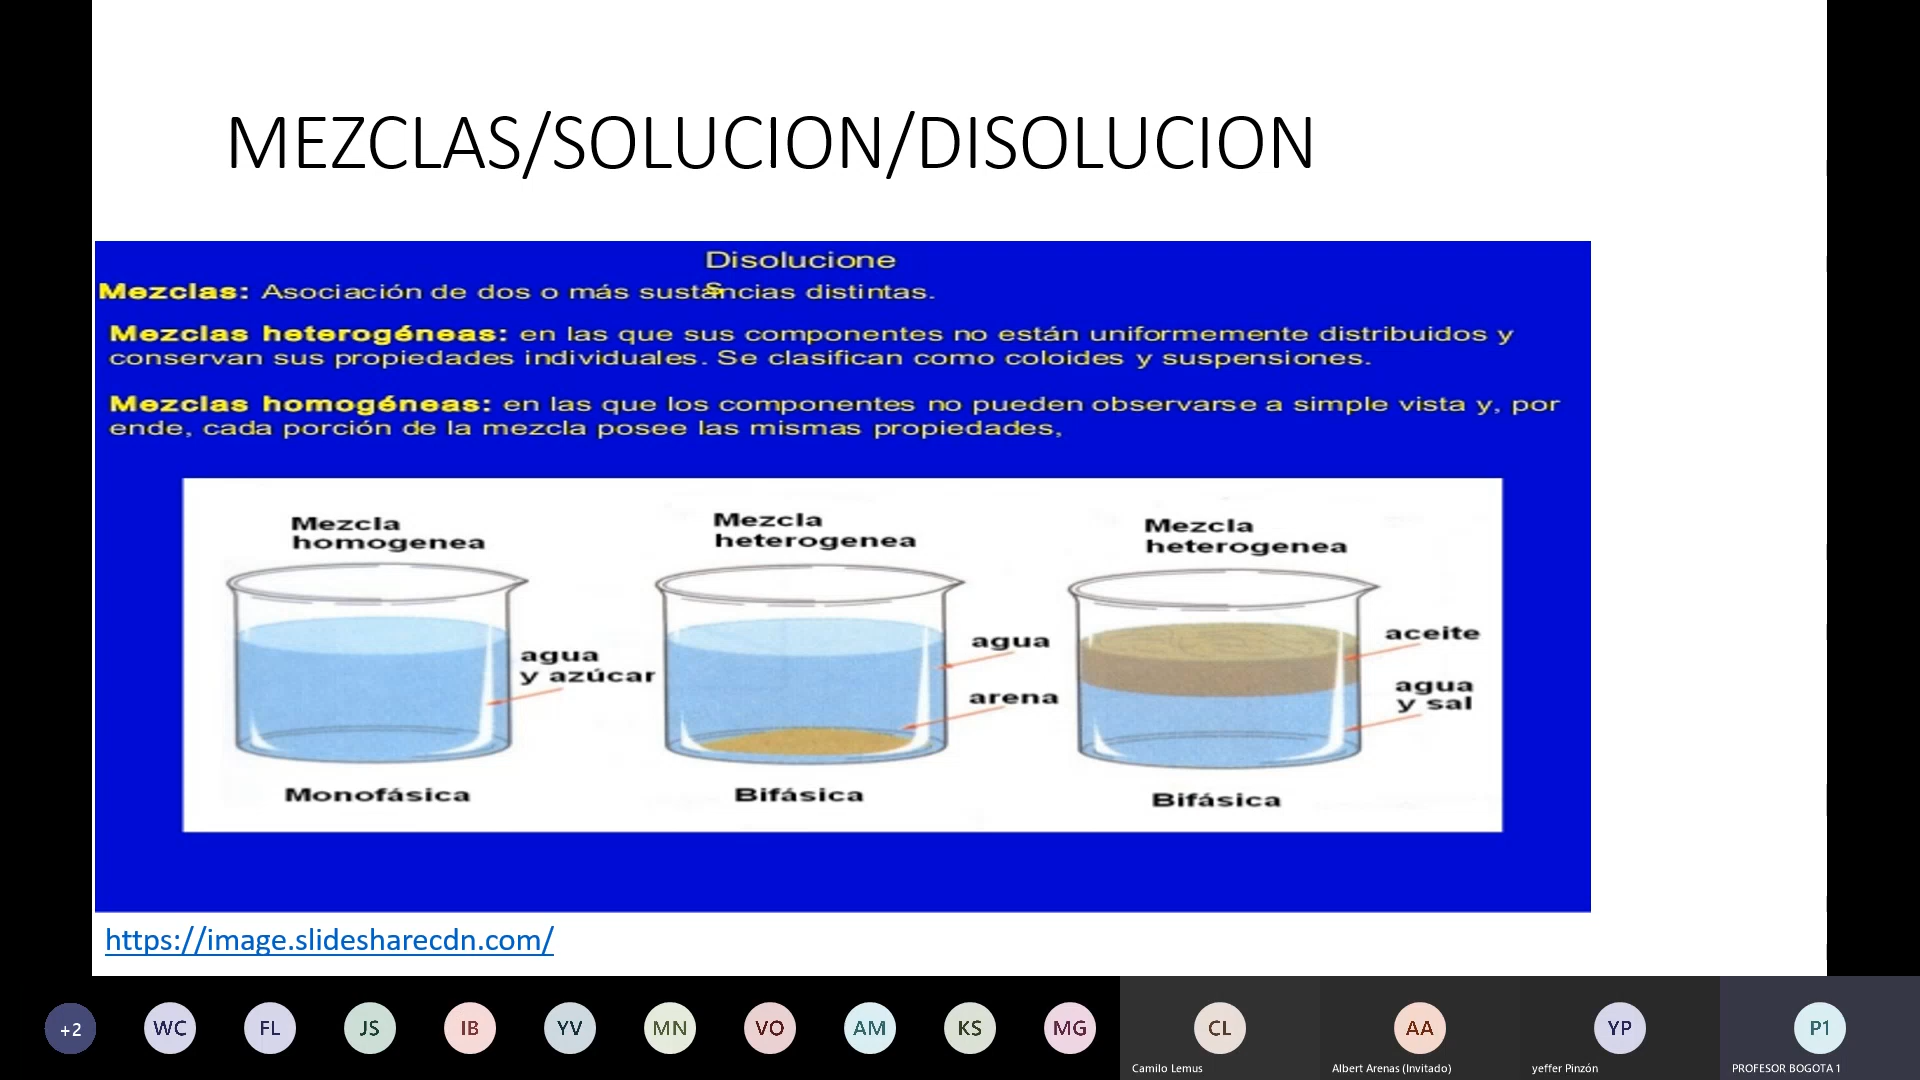 MEZCLAS/SOLUCION/DISOLUCION
Disolucione
s
Mezclas: Asociación de dos o más sustancias distintas.
Mezclas heterogéneas: en las que sus componentes no están uniformemente distribuidos y
conservan sus propiedades individuales. Se clasifican como coloides y suspensiones.
Mezclas homogéneas: en las que los componentes no pueden observarse a simple vista y, por
ende, cada porción de la mezcla posee las mismas propiedades,
Mezcla
homogenea
agua
y azúcar
Monofásica
Mezcla
heterogenea
agua
arena
Bifásica
Mezcla
heterogenea
aceite
agua
y sal
Bifásica
https://image.slidesharecdn.com/
+2 WC FL JS IB YV MN VO AM KS MG CL AA YP P1
Camilo Lemus Albert Arenas (Invitado) yeffer Pinzón PROFESOR BOGOTA 1